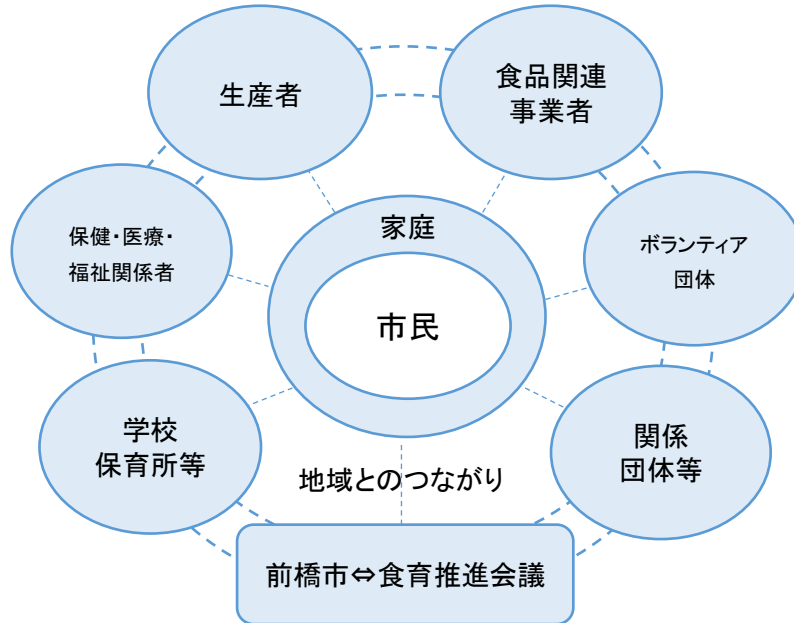 生産者
食品関連
事業者
保健・医療・
福祉関係者
家庭
市民
ボランティア
団体
学校
保育所等
関係
団体等
地域とのつながり
前橋市⇔食育推進会議